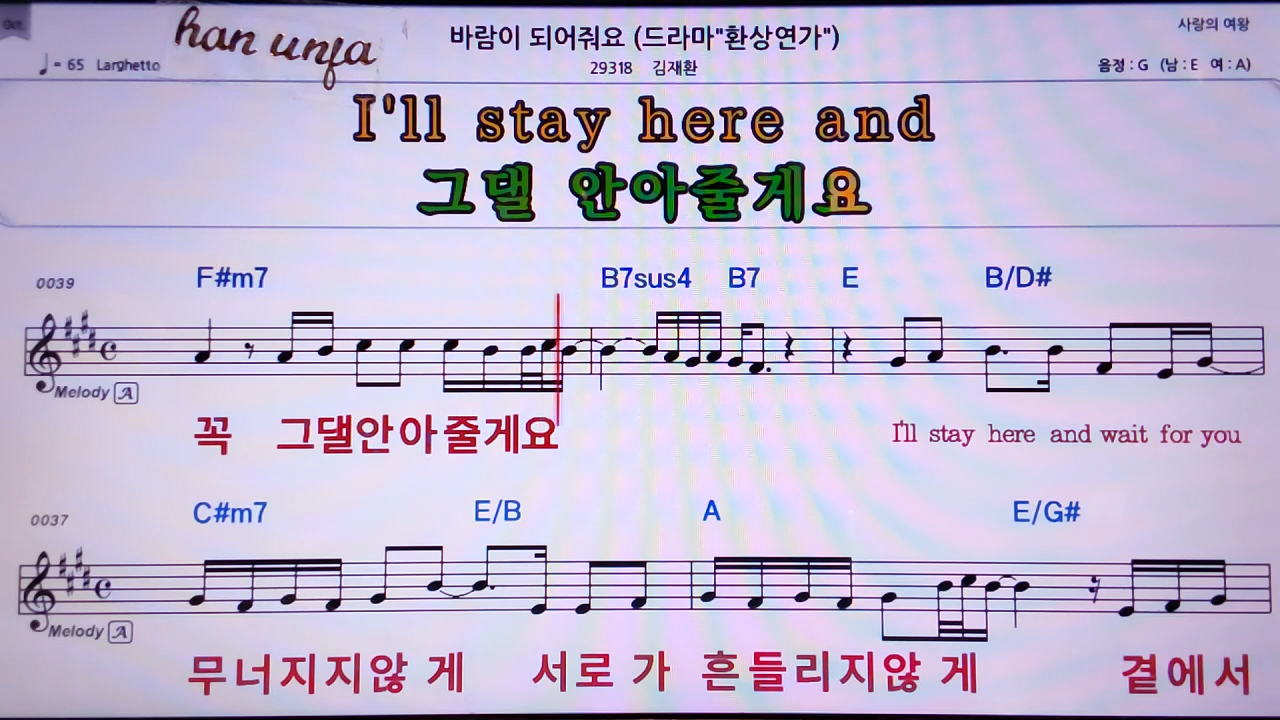 Oct.
han unfa
바람이 되어줘요 (드라마"환상연가")
사랑의 여왕
♩= 65 Larghetto
29318 김재환
음정 : G (남 : E 여 : A)
I'll stay here and
그댈 안아줄게요
0039 F#m7 B7sus4 B7 E B/D#
Melody A
꼭 그댈안아줄게요 I'll stay here and wait for you
0037 C#m7 E/B A E/G#
Melody A
무너지지않게 서로가 흔들리지않게 곁에서